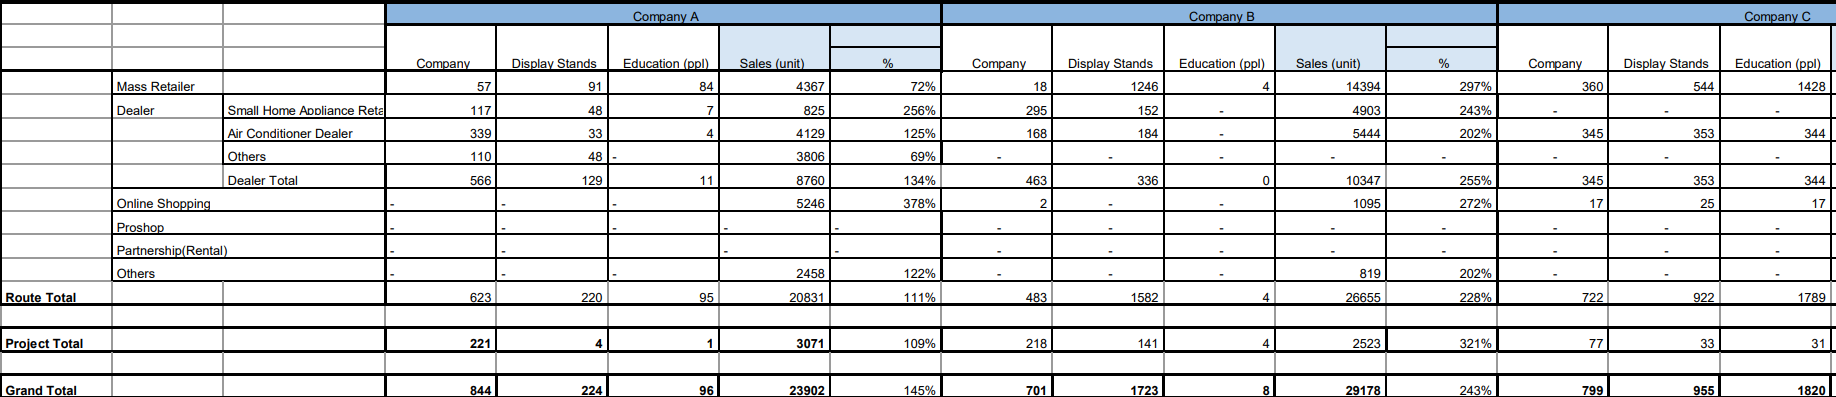 Company A Company B Company C
Company Display Stands Education (ppl) Sales (unit) % Company Display Stands Education (ppl) Sales (unit) % Company Display Stands Education (ppl)
Mass Retailer 57 91 84 4367 72% 18 1246 4 14394 297% 360 544 1428
Dealer Small Home Appliance Reta 117 48 7 825 256% 295 152 - 4903 243% - - -
Air Conditioner Dealer 339 33 4 4129 125% 168 184 - 5444 202% 345 353 344
Others 110 48 - 3806 69% - - - - - - - -
Dealer Total 566 129 11 8760 134% 463 336 0 10347 255% 345 353 344
Online Shopping - - - 5246 378% 2 - - 1095 272% 17 25 17
Proshop - - - - - - - - - - - - -
Partnership(Rental) - - - - - - - - - - - -
Others - - - 2458 122% - - - 819 202% - - -
Route Total 623 220 95 20831 111% 483 1582 4 26655 228% 722 922 1789
Project Total 221 4 1 3071 109% 218 141 4 2523 321% 77 33 31
Grand Total 844 224 96 23902 145% 701 1723 8 29178 243% 799 955 1820